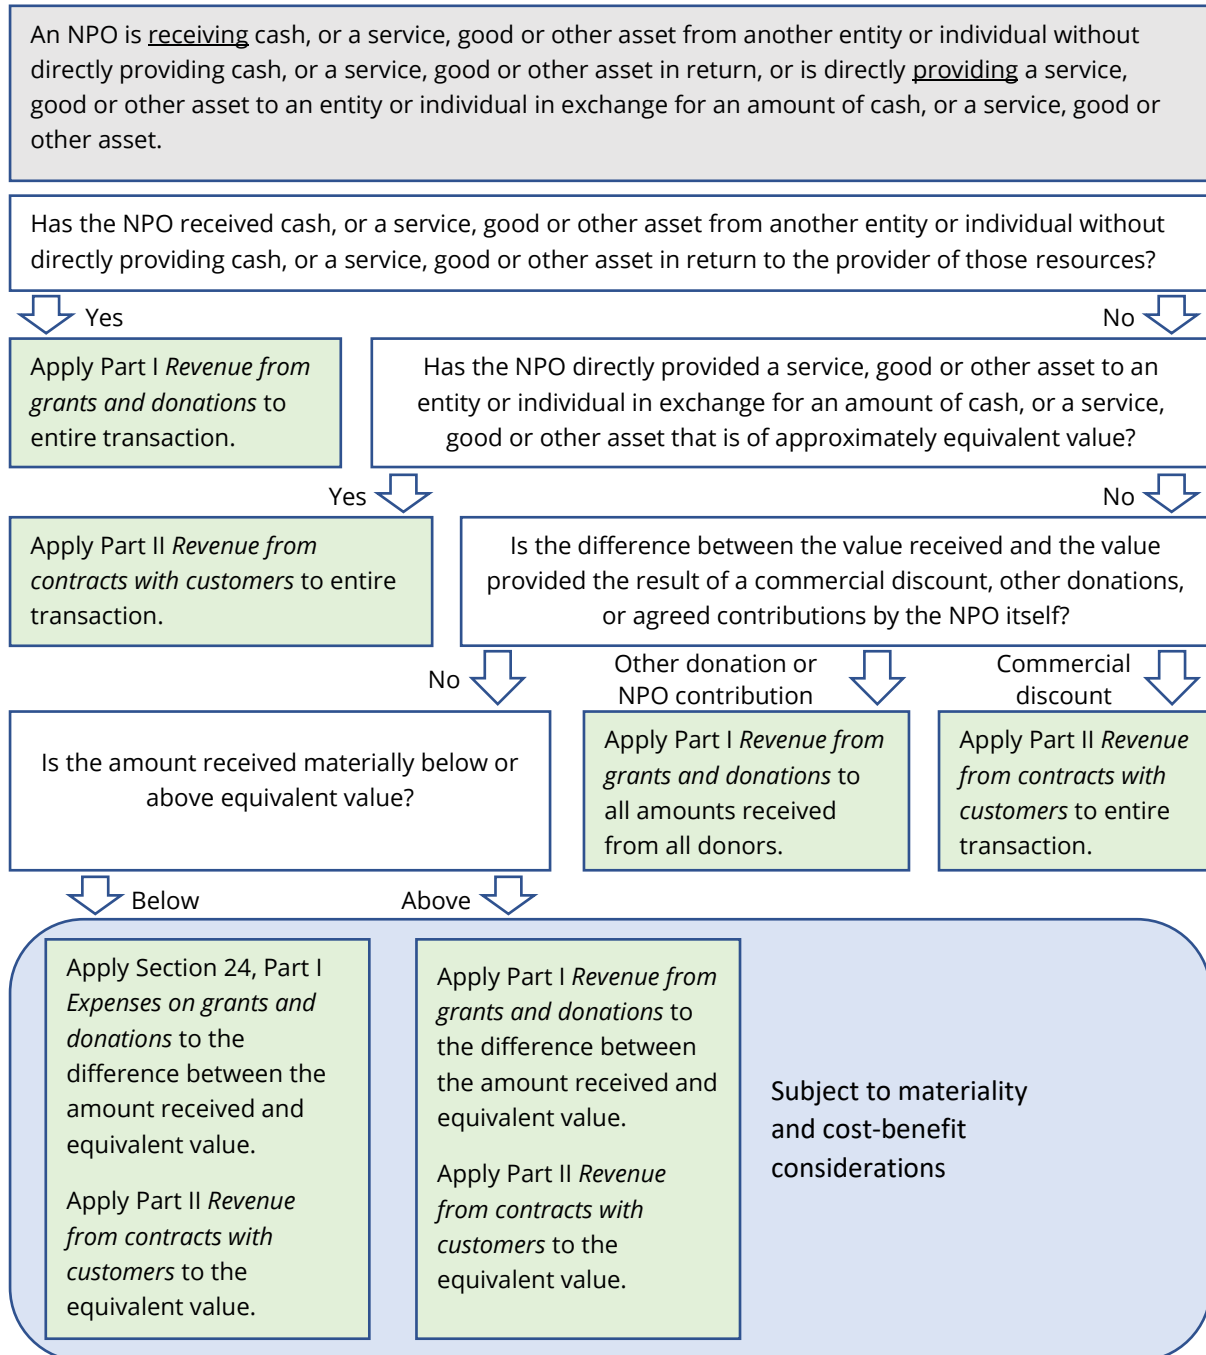 An NPO is receiving cash, or a service, good or other asset from another entity or individual without
directly providing cash, or a service, good or other asset in return, or is directly providing a service,
good or other asset to an entity or individual in exchange for an amount of cash, or a service, good or
other asset.
Has the NPO received cash, or a service, good or other asset from another entity or individual without
directly providing cash, or a service, good or other asset in return to the provider of those resources?
Yes
No
Apply Part I Revenue from
grants and donations to
entire transaction.
Has the NPO directly provided a service, good or other asset to an
entity or individual in exchange for an amount of cash, or a service,
good or other asset that is of approximately equivalent value?
Yes
No
Apply Part II Revenue from
contracts with customers to entire
transaction.
Is the difference between the value received and the value
provided the result of a commercial discount, other donations,
or agreed contributions by the NPO itself?
No
Other donation or
NPO contribution
Commercial
discount
Is the amount received materially below or
above equivalent value?
Apply Part I Revenue from
grants and donations to
all amounts received
from all donors.
Apply Part II Revenue
from contracts with
customers to entire
transaction.
Below
Above
Apply Section 24, Part I
Expenses on grants and
donations to the
difference between the
amount received and
equivalent value.
Apply Part II Revenue
from contracts with
customers to the
equivalent value.
Apply Part I Revenue from
grants and donations to
the difference between
the amount received and
equivalent value.
Apply Part II Revenue
from contracts with
customers to the
equivalent value.
Subject to materiality
and cost-benefit
considerations